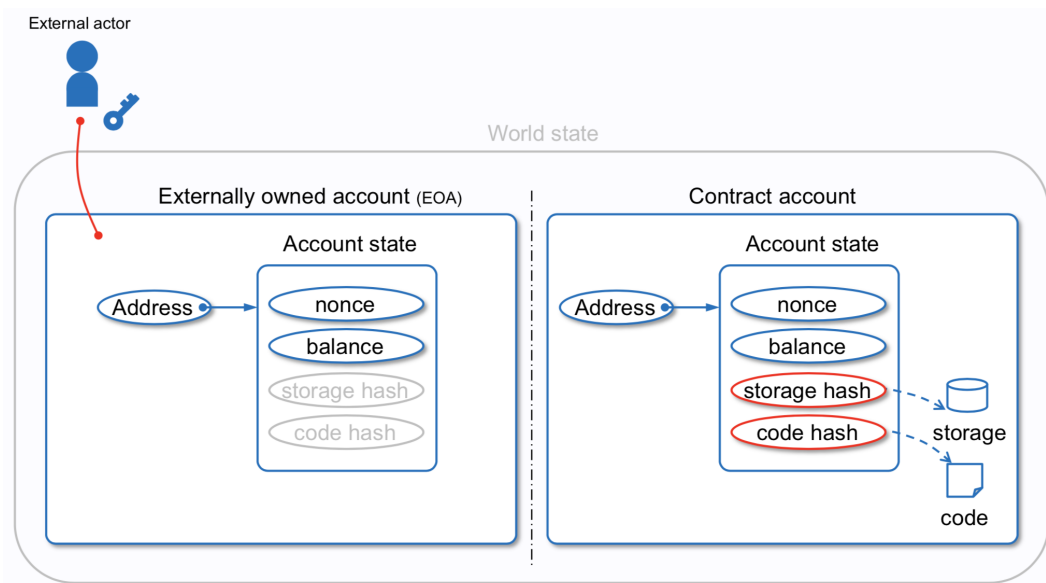 External actor
World state
Externally owned account (EOA)
Contract account
Account state
Address
nonce
balance
storage hash
code hash
Account state
Address
nonce
balance
storage hash
code hash
storage
code